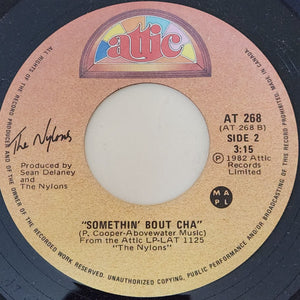 attic
The Nylons
Produced by
Sean Delaney
and
The Nylons
AT 268
(AT 268 B)
SIDE 2
3:15
Ⓟ 1982 Attic
Records
Limited
M A
P L
"SOMETHIN' BOUT CHA"
(P. Cooper-Abovewater Music)
From the Attic LP-LAT 1125
"The Nylons"
ALL RIGHTS OF THE RECORD PRODUCER AND OF THE OWNER OF THE RECORDED WORK RESERVED. UNAUTHORIZED COPYING, PUBLIC PERFORMANCE AND/OR BROADCASTING OF THIS RECORD PROHIBITED. MADE IN CANADA.